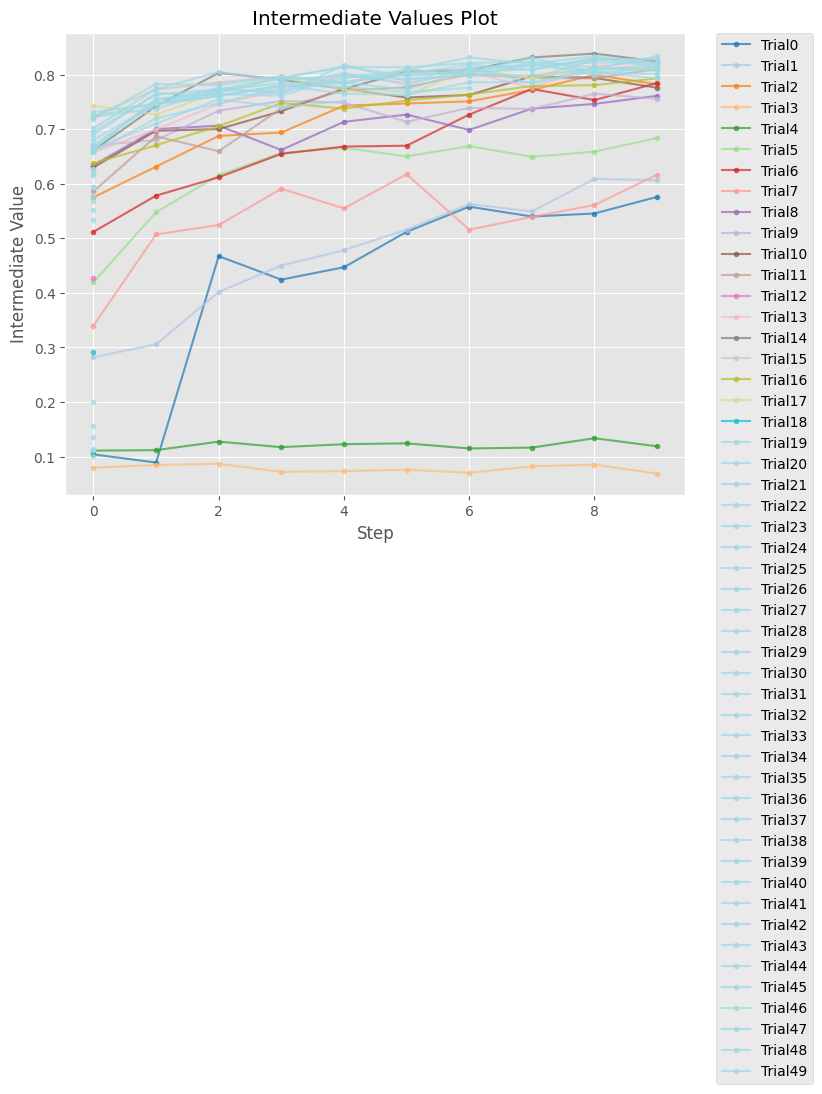 Intermediate Values Plot
Intermediate Value
0.8
0.7
0.6
0.5
0.4
0.3
0.2
0.1
0
2
4
6
8
Step
Trial0
Trial1
Trial2
Trial3
Trial4
Trial5
Trial6
Trial7
Trial8
Trial9
Trial10
Trial11
Trial12
Trial13
Trial14
Trial15
Trial16
Trial17
Trial18
Trial19
Trial20
Trial21
Trial22
Trial23
Trial24
Trial25
Trial26
Trial27
Trial28
Trial29
Trial30
Trial31
Trial32
Trial33
Trial34
Trial35
Trial36
Trial37
Trial38
Trial39
Trial40
Trial41
Trial42
Trial43
Trial44
Trial45
Trial46
Trial47
Trial48
Trial49